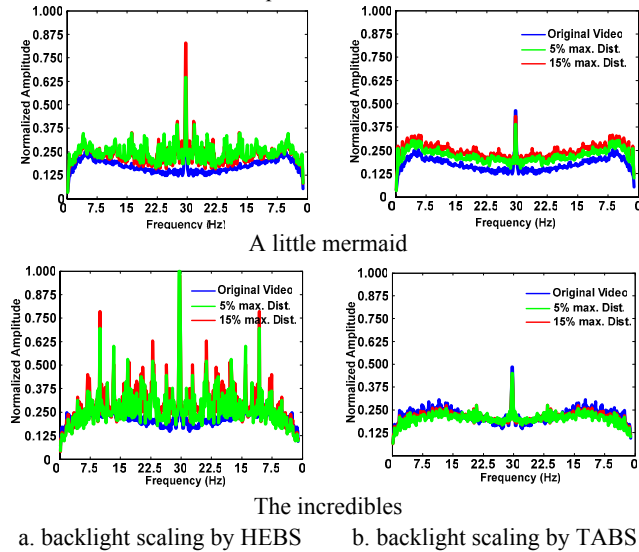 1.000
0.875
0.750
0.625
0.500
0.375
0.250
0.125
Normalized Amplitude
0 7.5 15 22.5 30 22.5 15 7.5 0
Frequency (Hz)
1.000
0.875
0.750
0.625
0.500
0.375
0.250
0.125
Normalized Amplitude
Original Video
5% max. Dist.
15% max. Dist.
0 7.5 15 22.5 30 22.5 15 7.5 0
Frequency (Hz)
A little mermaid
1.000
0.875
0.750
0.625
0.500
0.375
0.250
0.125
Normalized Amplitude
Original Video
5% max. Dist.
15% max. Dist.
0 7.5 15 22.5 30 22.5 15 7.5 0
Frequency (Hz)
1.000
0.875
0.750
0.625
0.500
0.375
0.250
0.125
Normalized Amplitude
Original Video
5% max. Dist.
15% max. Dist.
0 7.5 15 22.5 30 22.5 15 7.5 0
Frequency (Hz)
The incredibles
a. backlight scaling by HEBS b. backlight scaling by TABS